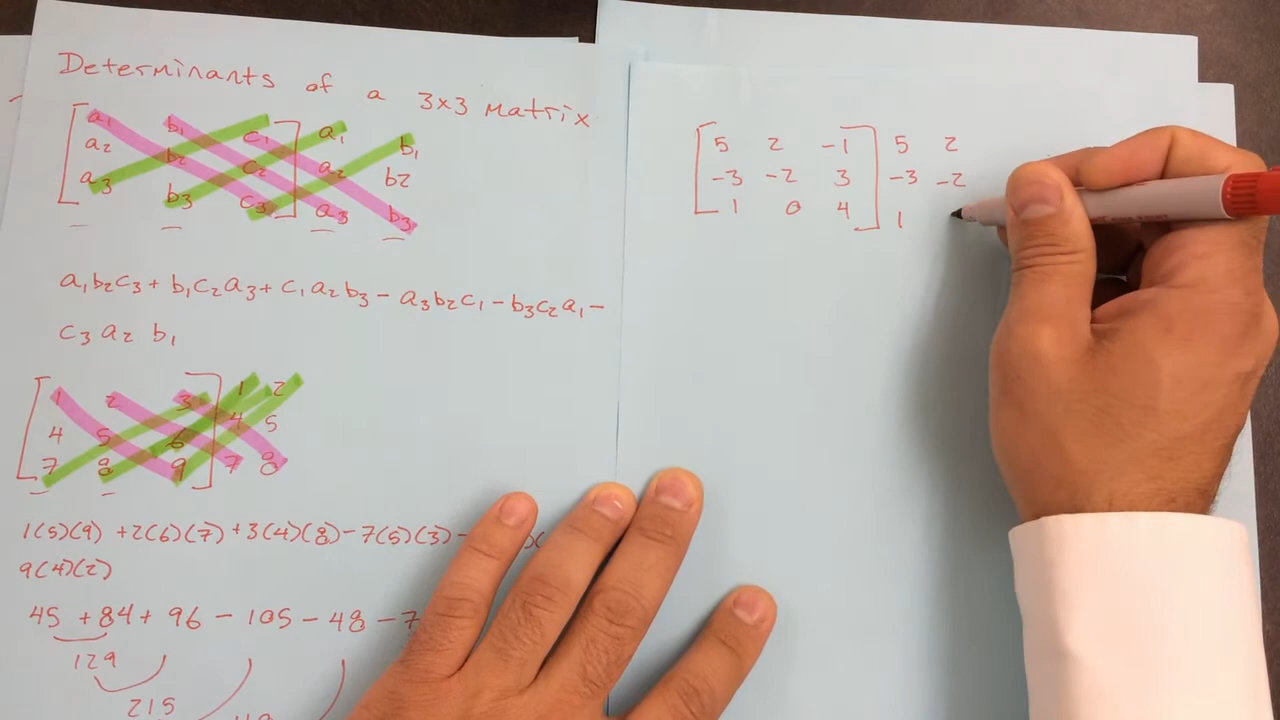 Determinants of a 3x3 Matrix
a1 b1 c1 a1 b1
a2 b2 c2 a2 b2
a3 b3 c3 a3 b3
a1b2c3 + b1c2a3 + c1a2b3 - a3b2c1 - b3c2a1 -
c3 a2 b1
1 2 3 1 2
4 5 6 4 5
7 8 9 7 8
1(5)(9) +2(6)(7) +3(4)(8) - 7(5)(3) -
9(4)(2)
45 + 84 + 96 - 105 - 48 - 7
129
215
5 2 -1 5 2
-3 -2 3 -3 -2
1 0 4 1